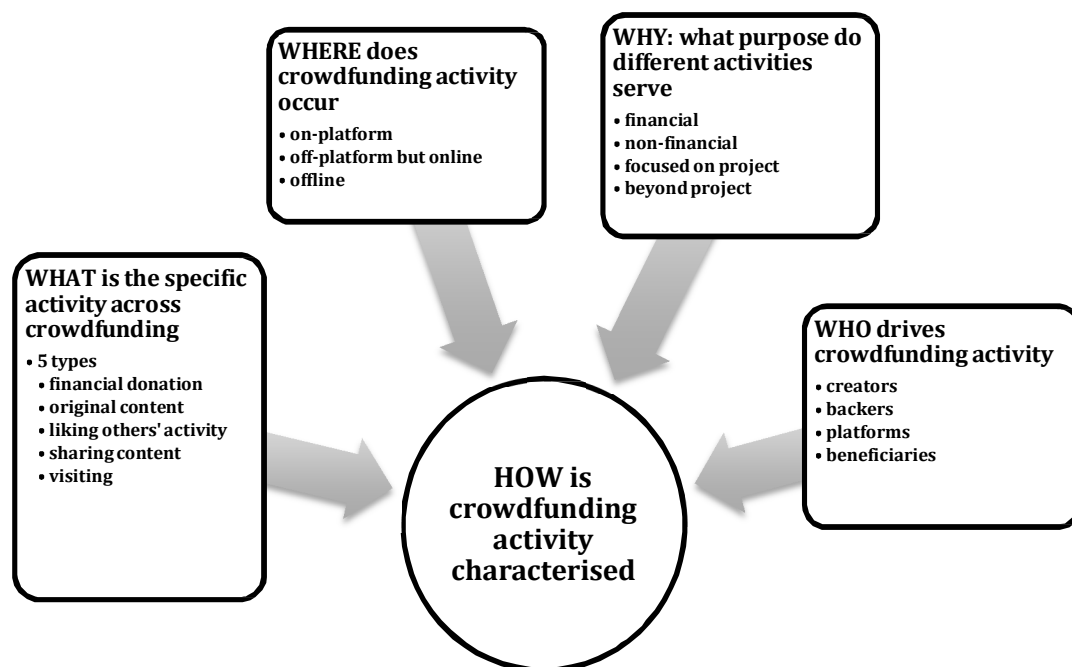 WHERE does
crowdfunding activity
occur
• on-platform
• off-platform but online
• offline
WHY: what purpose do
different activities
serve
• financial
• non-financial
• focused on project
• beyond project
WHAT is the specific
activity across
crowdfunding
• 5 types
• financial donation
• original content
• liking others' activity
• sharing content
• visiting
WHO drives
crowdfunding activity
• creators
• backers
• platforms
• beneficiaries
HOW is
crowdfunding
activity
characterised